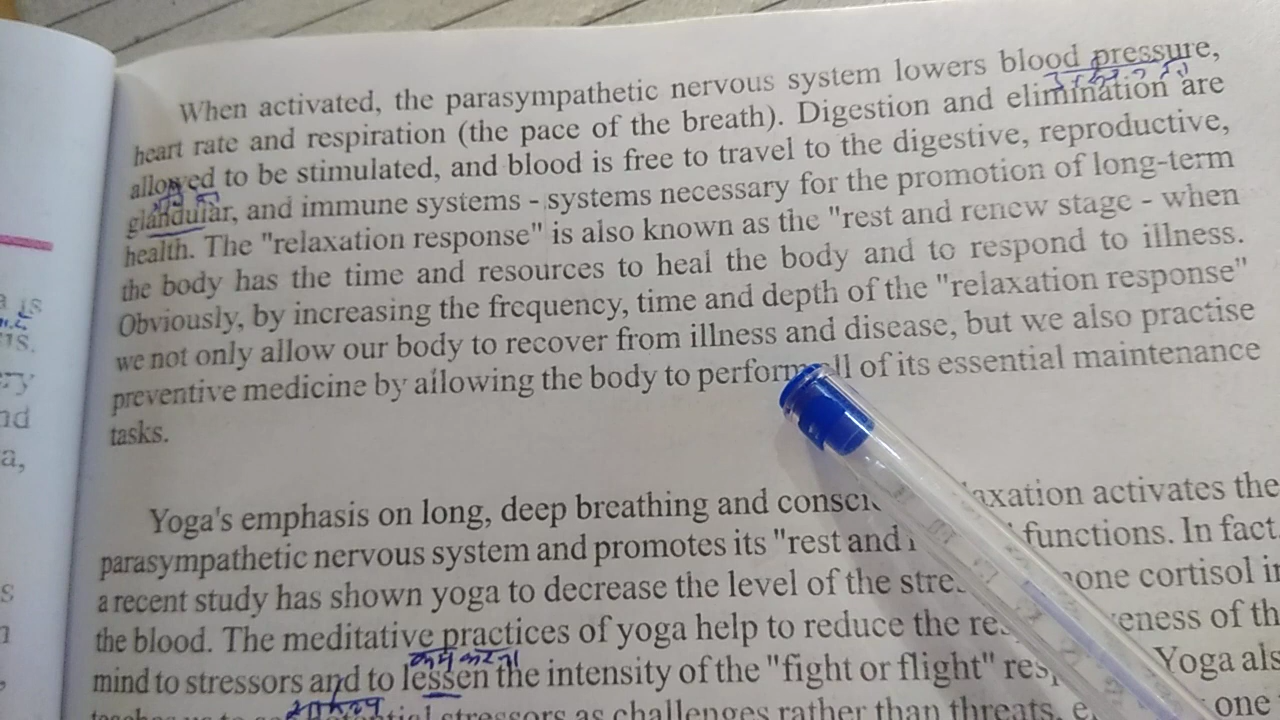 When activated, the parasympathetic nervous system lowers blood pressure,
heart rate and respiration (the pace of the breath). Digestion and elimination are
allowed to be stimulated, and blood is free to travel to the digestive, reproductive,
glandular, and immune systems - systems necessary for the promotion of long-term
health. The "relaxation response" is also known as the "rest and renew stage - when
the body has the time and resources to heal the body and to respond to illness.
Obviously, by increasing the frequency, time and depth of the "relaxation response"
we not only allow our body to recover from illness and disease, but we also practise
preventive medicine by allowing the body to perform all of its essential maintenance
tasks.
Yoga's emphasis on long, deep breathing and activates the
parasympathetic nervous system and promotes its "rest and functions. In fact
a recent study has shown yoga to decrease the level of the cortisol in
the blood. The meditative practices of yoga help to reduce the of
mind to stressors and to lessen the intensity of the "fight or flight" Yoga
कम करना
stressors as challenges rather than threats, one